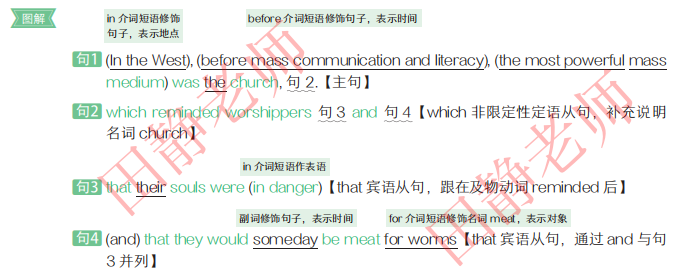 图解
in 介词短语修饰 before 介词短语修饰句子，表示时间
句子，表示地点
句1 (In the West), (before mass communication and literacy), (the most powerful mass
medium) was the church, 句 2.【主句】
句2 which reminded worshippers 句 3 and 句 4【which 非限定性定语从句，补充说明
名词 church】
in 介词短语作表语
句3 that their souls were (in danger)【that 宾语从句，跟在及物动词 reminded 后】
副词修饰句子，表示时间 for 介词短语修饰名词 meat，表示对象
句4 (and) that they would someday be meat for worms【that 宾语从句，通过 and 与句
3 并列】
田静老师
田静老师